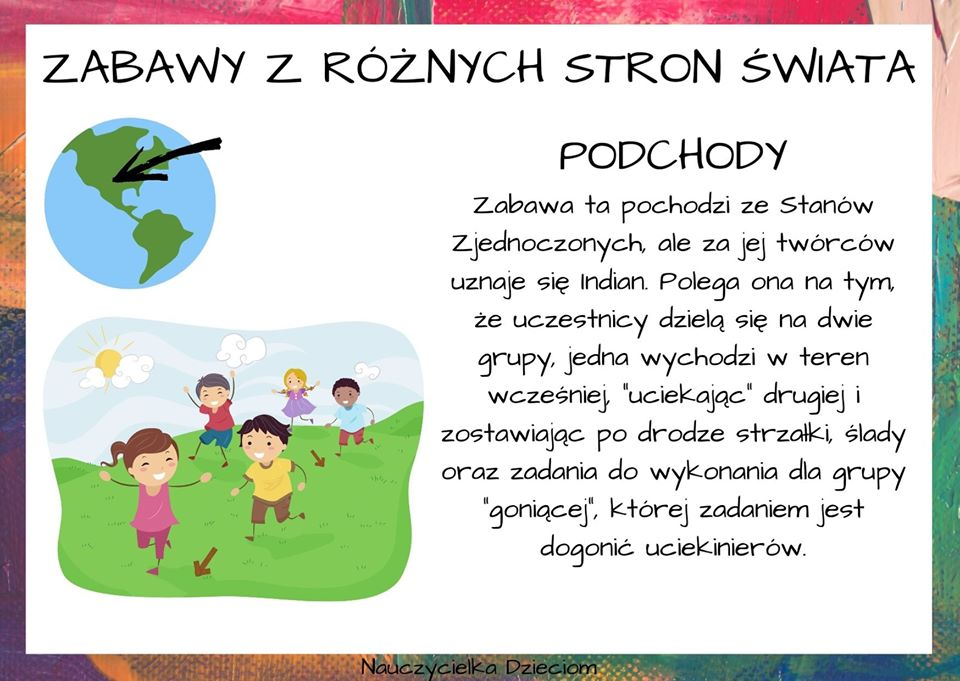 ZABAWY Z RÓŻNYCH STRON ŚWIATA
PODCHODY
Zabawa ta pochodzi ze Stanów
Zjednoczonych, ale za jej twórców
uznaje się Indian. Polega ona na tym,
że uczestnicy dzielą się na dwie
grupy, jedna wychodzi w teren
wcześniej, "uciekając" drugiej i
zostawiając po drodze strzałki, ślady
oraz zadania do wykonania dla grupy
"goniącej", której zadaniem jest
dogonić uciekinierów.
Nauczycielka Dzieciom